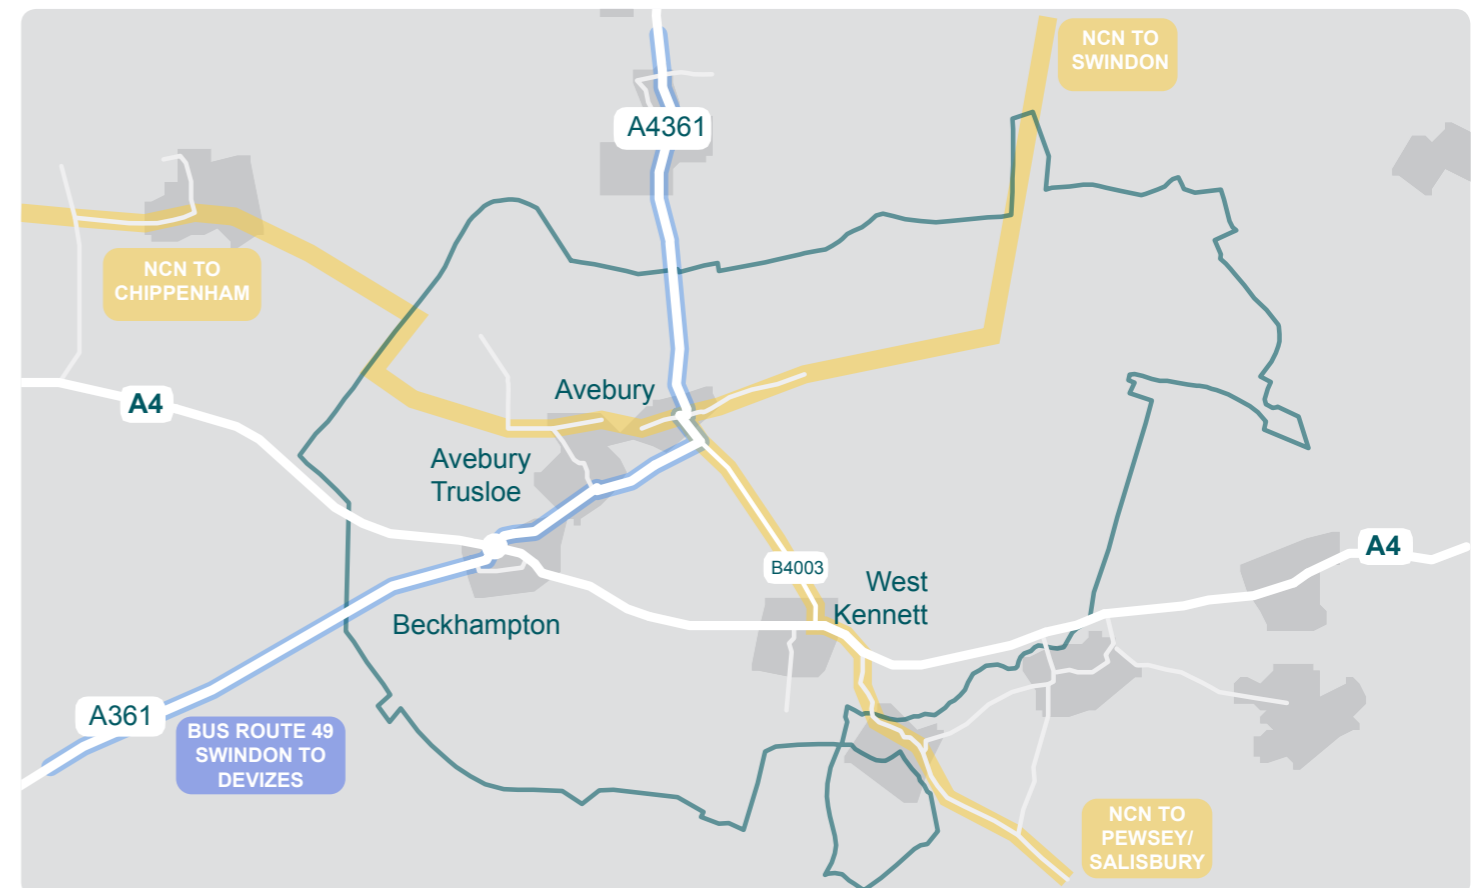 NCN TO
SWINDON
A4361
NCN TO
CHIPPENHAM
A4
Avebury
Avebury
Trusloe
A4
B4003
West
Kennett
Beckhampton
A361
BUS ROUTE 49
SWINDON TO
DEVIZES
NCN TO
PEWSEY/
SALISBURY